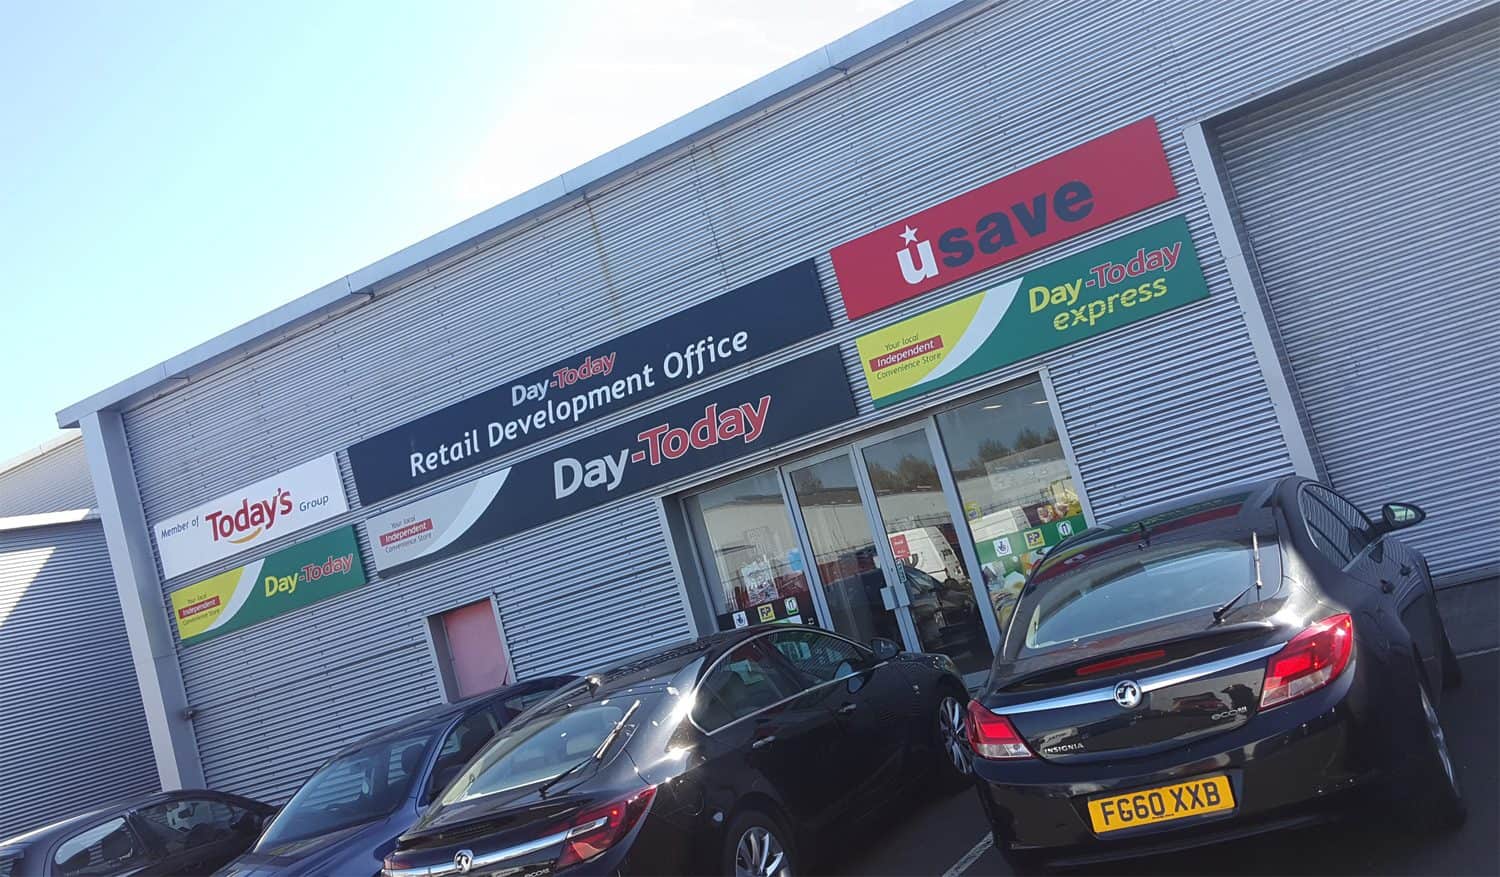 Member of Today's Group
Your local
Independent
Convenience Store
Day-Today
Day-Today
Retail Development Office
Your local
Independent
Convenience Store
Day-Today
usave
Your local
Independent
Convenience Store
Day-Today
express
INSIGNIA
eco
FG60 XXB